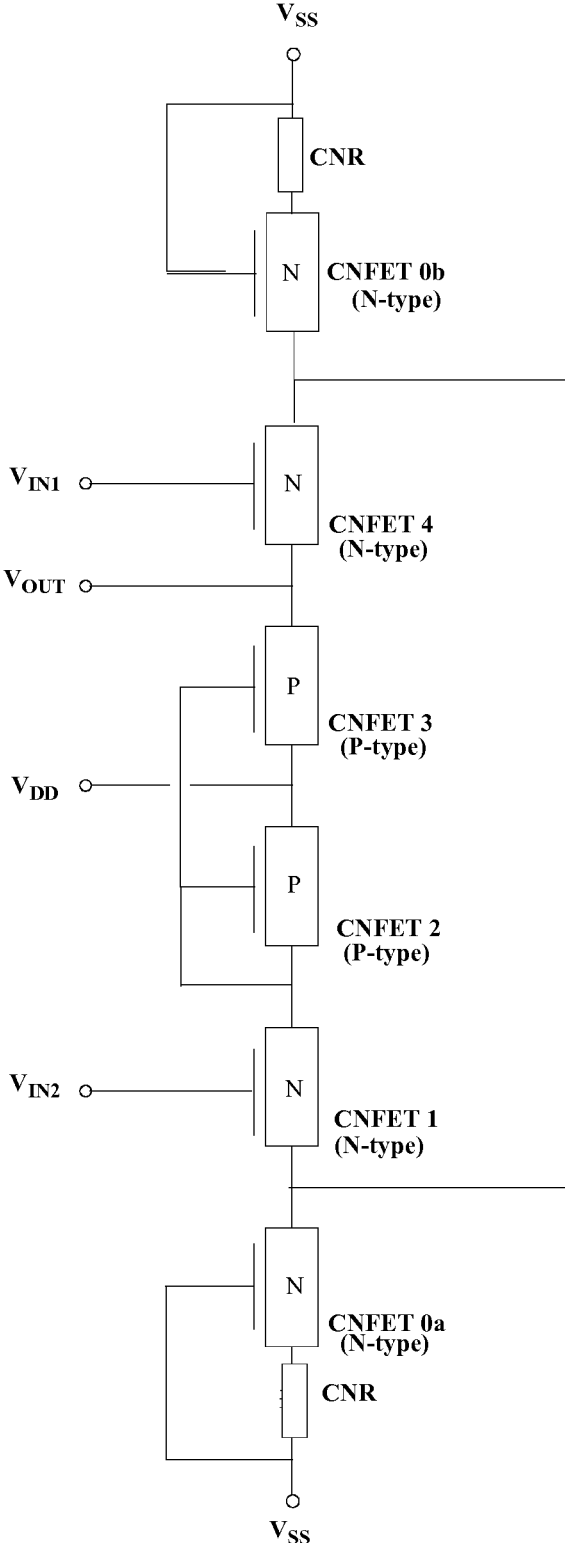 VSS
CNR
N
CNFET 0b
(N-type)
VIN1
N
CNFET 4
(N-type)
VOUT
P
CNFET 3
(P-type)
VDD
P
CNFET 2
(P-type)
VIN2
N
CNFET 1
(N-type)
N
CNFET 0a
(N-type)
CNR
VSS